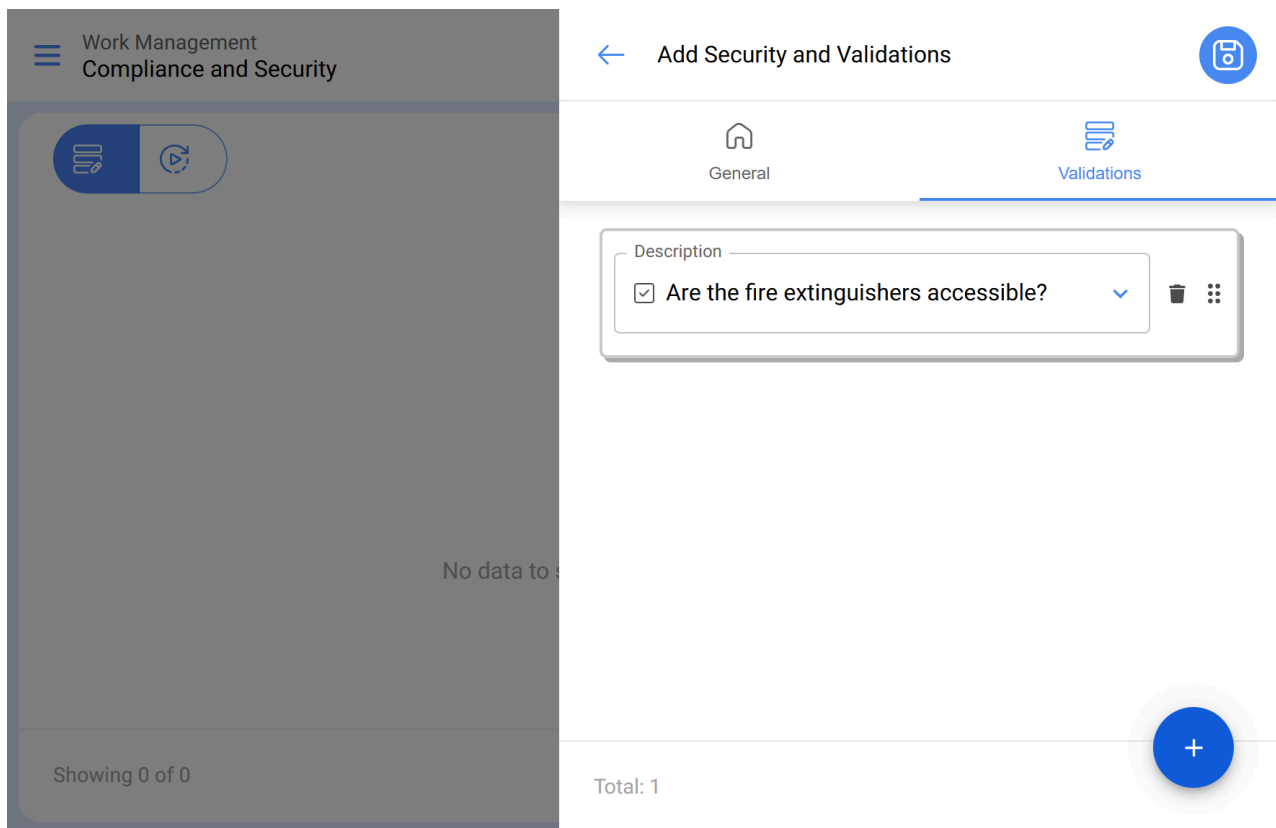 Work Management
Compliance and Security
No data to
Showing 0 of 0
Add Security and Validations
General
Validations
Description
Are the fire extinguishers accessible?
Total: 1